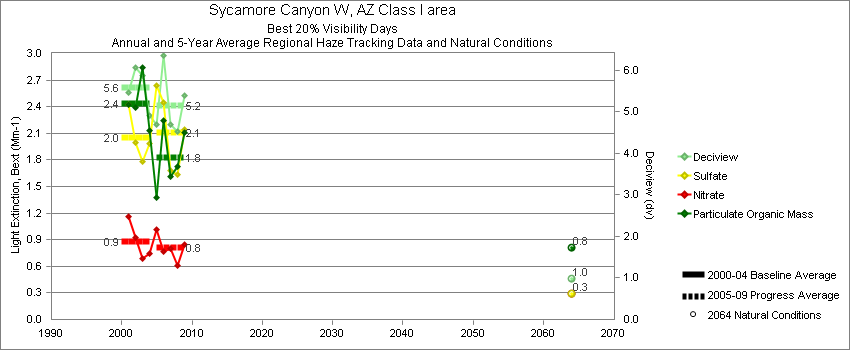 Sycamore Canyon W, AZ Class I area
Best 20% Visibility Days
Annual and 5-Year Average Regional Haze Tracking Data and Natural Conditions
Light Extinction, Bext (Mm-1)
3.0
2.7
2.4
2.1
1.8
1.5
1.2
0.9
0.6
0.3
0.0
5.6
2.4
2.0
0.9
5.2
2.1
1.8
0.8
0.8
1.0
0.3
6.0
5.0
4.0
3.0
2.0
1.0
0.0
Deciview (dv)
1990 2000 2010 2020 2030 2040 2050 2060 2070
Deciview
Sulfate
Nitrate
Particulate Organic Mass
2000-04 Baseline Average
2005-09 Progress Average
2064 Natural Conditions